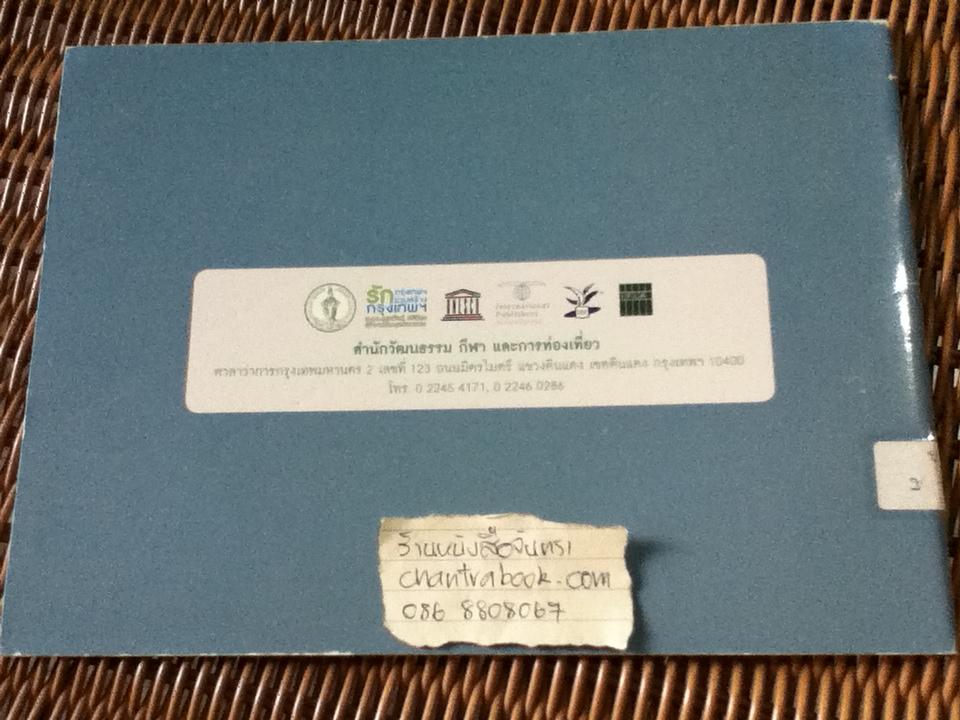 รัก
กรุงเทพฯ
International
Publishers
สำนักวัฒนธรรม กีฬา และการท่องเที่ยว
ศาลาว่าการกรุงเทพมหานคร 2 เลขที่ 123 ถนนมิตรไมตรี แขวงดินแดง เขตดินแดง กรุงเทพฯ 10400
โทร. 0 2245 4171, 0 2246 0286
ร้านหนังสือจันทรา
chantrabook.com
086 8808067